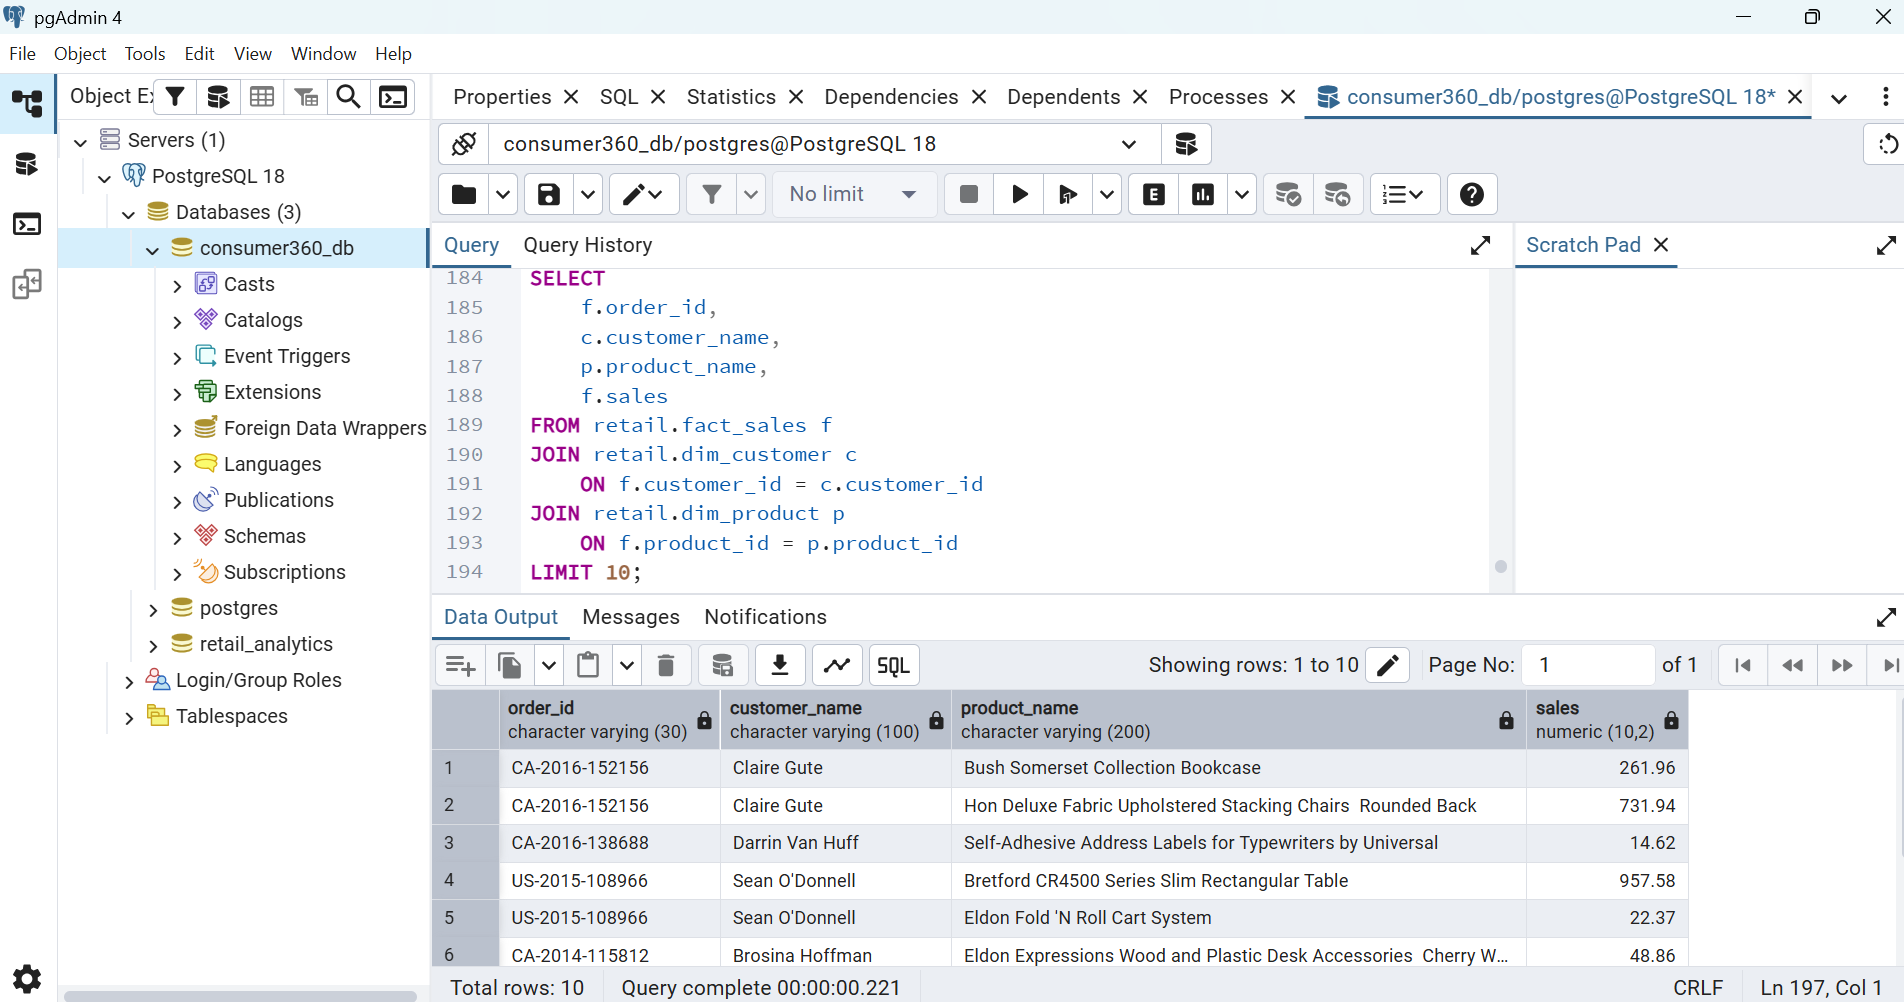 pgAdmin 4
File Object Tools Edit View Window Help
Object Ex
Properties SQL Statistics Dependencies Dependents Processes consumer360_db/postgres@PostgreSQL 18*
Servers (1)
PostgreSQL 18
Databases (3)
consumer360_db
Casts
Catalogs
Event Triggers
Extensions
Foreign Data Wrappers
Languages
Publications
Schemas
Subscriptions
postgres
retail_analytics
Login/Group Roles
Tablespaces
consumer360_db/postgres@PostgreSQL 18
No limit
E
Query Query History
Scratch Pad
184 SELECT
185 f.order_id,
186 c.customer_name,
187 p.product_name,
188 f.sales
189 FROM retail.fact_sales f
190 JOIN retail.dim_customer c
191 ON f.customer_id = c.customer_id
192 JOIN retail.dim_product p
193 ON f.product_id = p.product_id
194 LIMIT 10;
Data Output Messages Notifications
SQL Showing rows: 1 to 10 Page No: 1 of 1
order_id customer_name product_name sales
character varying (30) character varying (100) character varying (200) numeric (10,2)
1 CA-2016-152156 Claire Gute Bush Somerset Collection Bookcase 261.96
2 CA-2016-152156 Claire Gute Hon Deluxe Fabric Upholstered Stacking Chairs Rounded Back 731.94
3 CA-2016-138688 Darrin Van Huff Self-Adhesive Address Labels for Typewriters by Universal 14.62
4 US-2015-108966 Sean O'Donnell Bretford CR4500 Series Slim Rectangular Table 957.58
5 US-2015-108966 Sean O'Donnell Eldon Fold 'N Roll Cart System 22.37
6 CA-2014-115812 Brosina Hoffman Eldon Expressions Wood and Plastic Desk Accessories Cherry W... 48.86
Total rows: 10 Query complete 00:00:00.221 CRLF Ln 197, Col 1